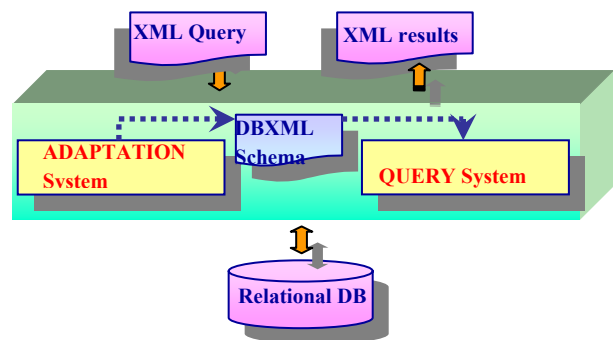 XML Query
XML results
DBXML
Schema
ADAPTATION
System
QUERY System
Relational DB